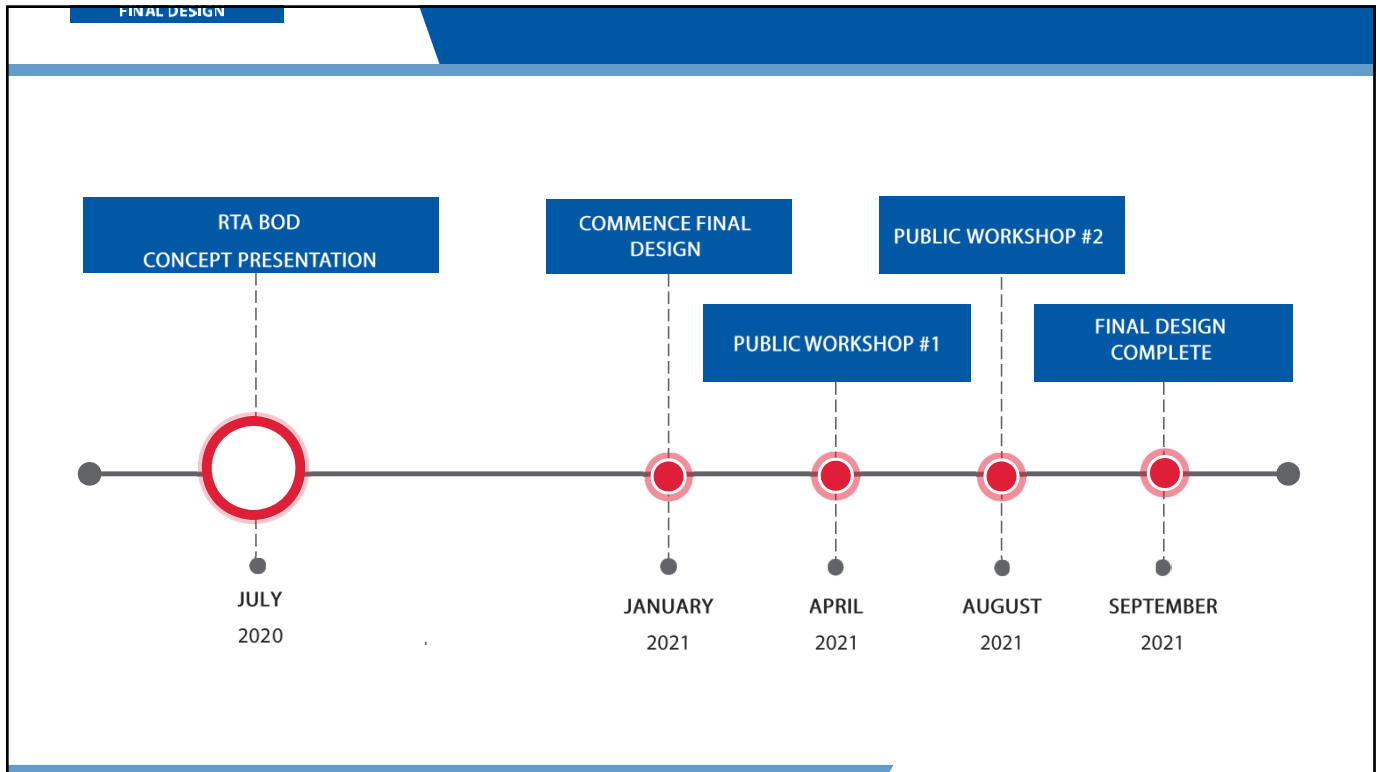 FINAL DESIGN
RTA BOD
CONCEPT PRESENTATION
COMMENCE FINAL
DESIGN
PUBLIC WORKSHOP #2
PUBLIC WORKSHOP #1
FINAL DESIGN
COMPLETE
JULY
2020
JANUARY
2021
APRIL
2021
AUGUST
2021
SEPTEMBER
2021